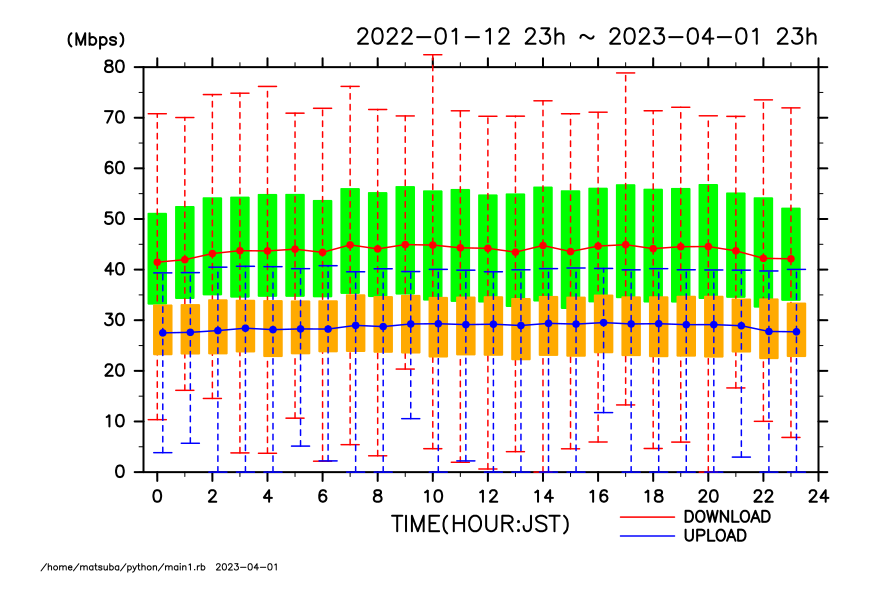 (Mbps) 2022-01-12 23h ~ 2023-04-01 23h
80
70
60
50
40
30
20
10
0
0 2 4 6 8 10 12 14 16 18 20 22 24
TIME(HOUR:JST)
DOWNLOAD
UPLOAD
/home/matsuba/python/main1.rb 2023-04-01